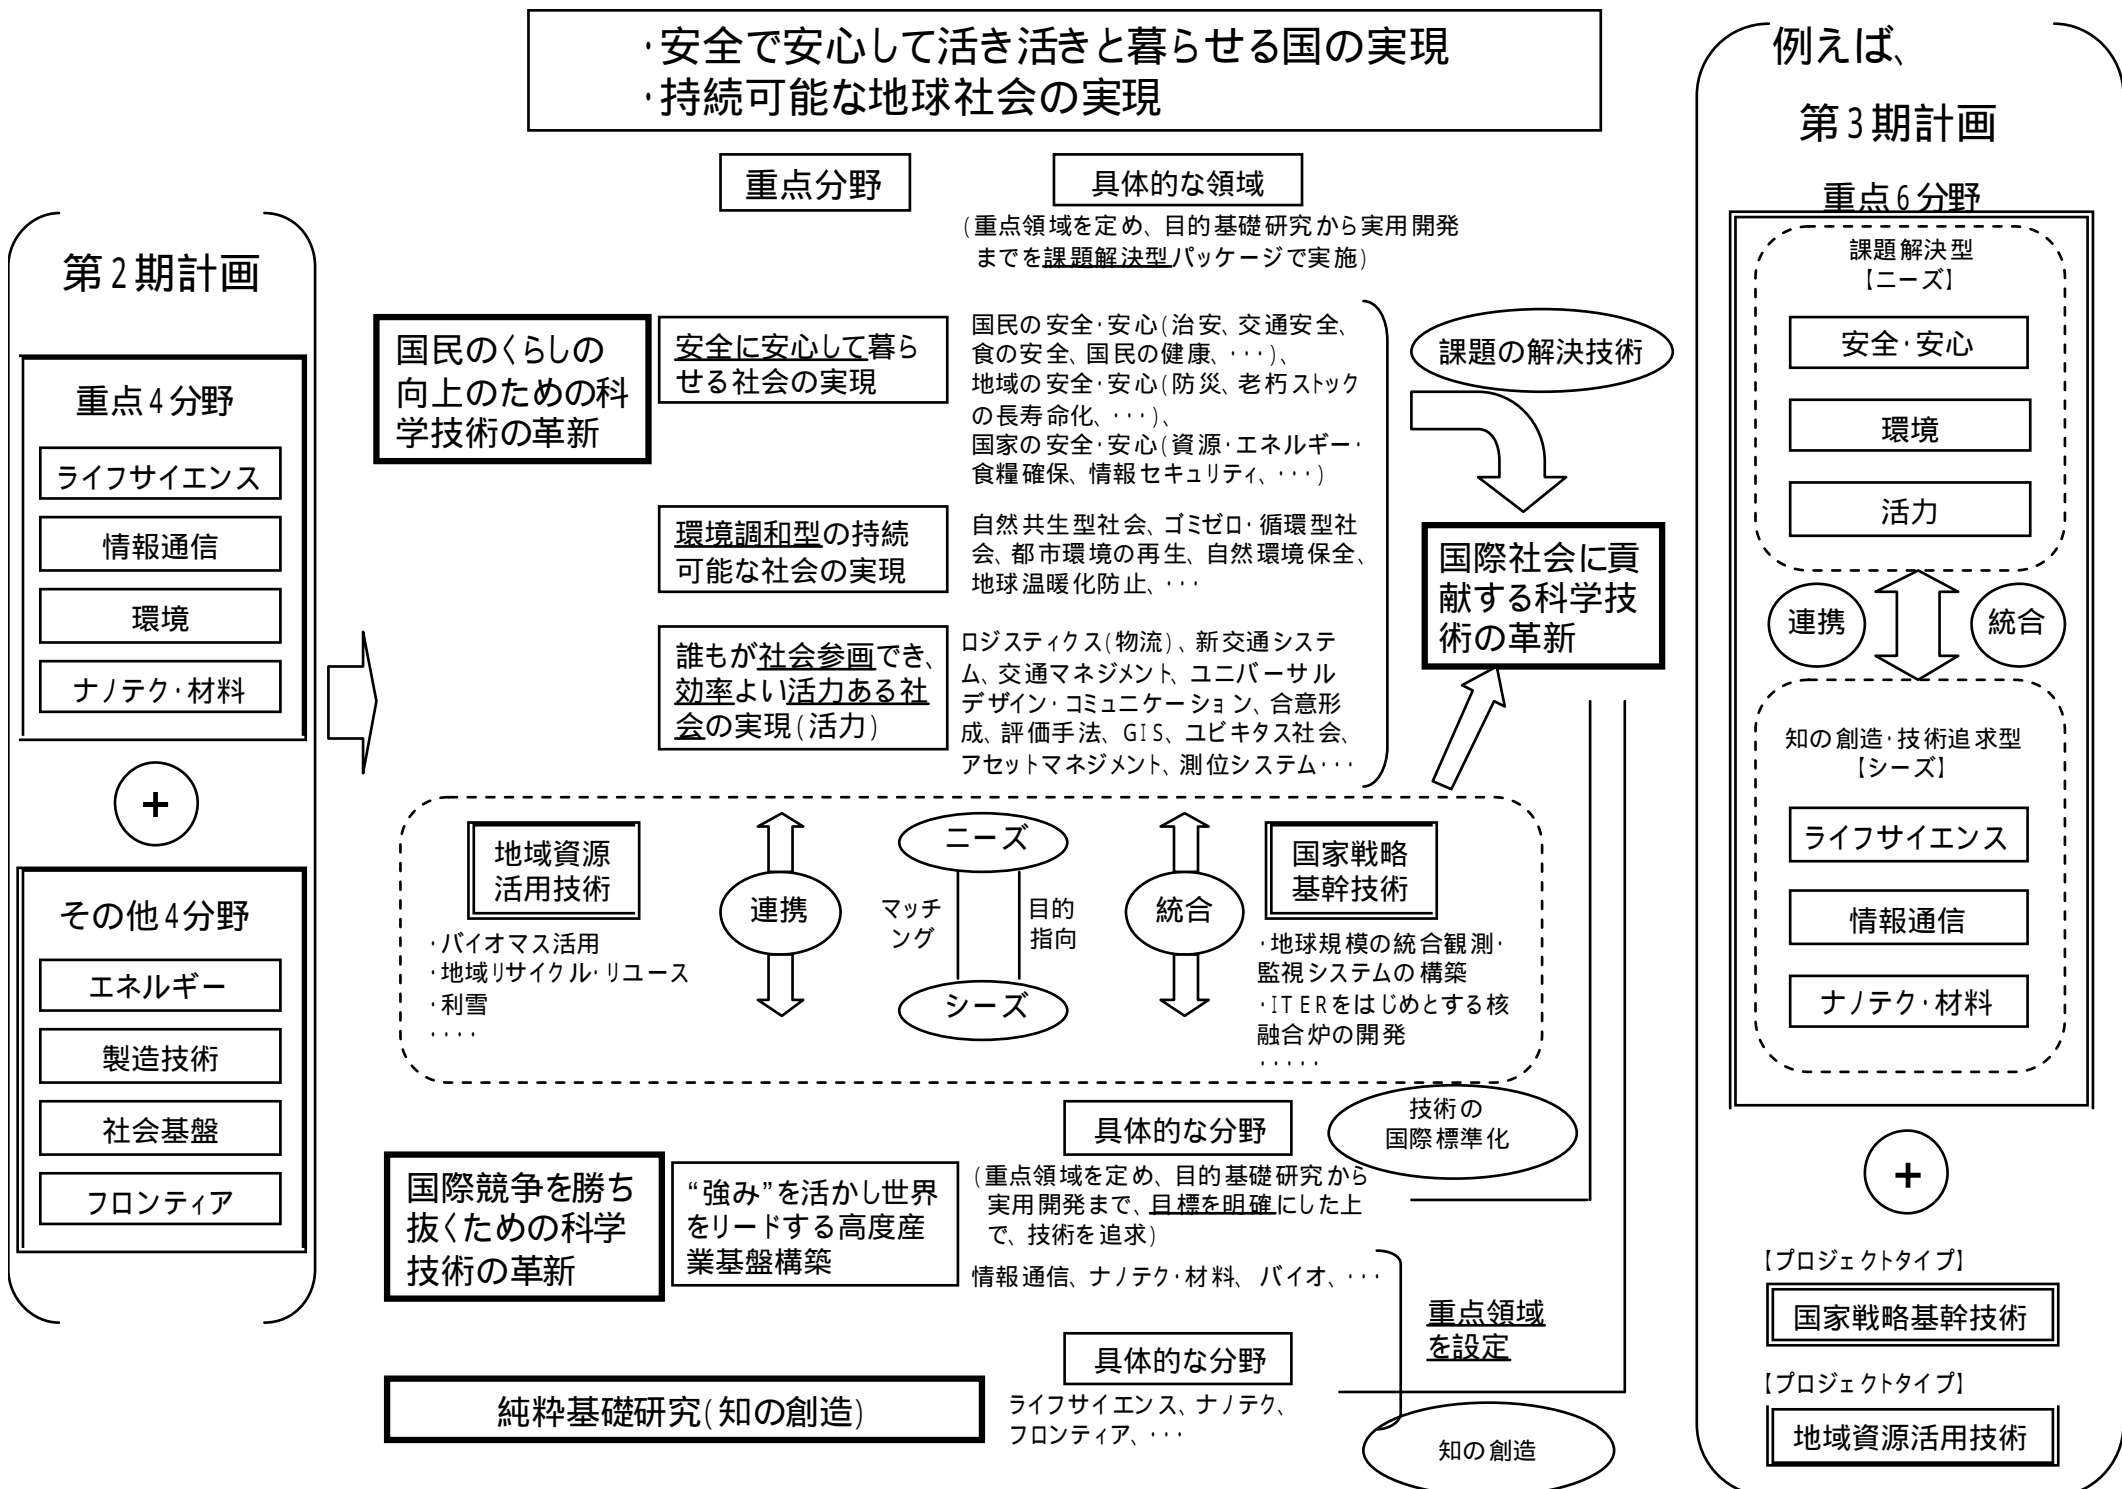 ・安全で安心して活き活きと暮らせる国の実現
・持続可能な地球社会の実現
第2期計画
重点4分野
ライフサイエンス
情報通信
環境
ナノテク・材料
+
その他4分野
エネルギー
製造技術
社会基盤
フロンティア
重点分野
具体的な領域
(重点領域を定め、目的基礎研究から実用開発
までを課題解決型パッケージで実施)
国民のくらしの
向上のための科
学技術の革新
安全に安心して暮ら
せる社会の実現
国民の安全・安心(治安、交通安全、
食の安全、国民の健康、・・・)、
地域の安全・安心(防災、老朽ストック
の長寿命化、・・・)、
国家の安全・安心(資源・エネルギー・
食糧確保、情報セキュリティ、・・・)
環境調和型の持続
可能な社会の実現
自然共生型社会、ゴミゼロ・循環型社
会、都市環境の再生、自然環境保全、
地球温暖化防止、・・・
誰もが社会参画でき、
効率よい活力ある社
会の実現(活力)
ロジスティクス(物流)、新交通システ
ム、交通マネジメント、ユニバーサル
デザイン・コミュニケーション、合意形
成、評価手法、GIS、ユビキタス社会、
アセットマネジメント、測位システム・・・
課題の解決技術
国際社会に貢
献する科学技
術の革新
地域資源
活用技術
・バイオマス活用
・地域リサイクル・リユース
・利雪
・・・・
連携
ニーズ
マッチ
ング
目的
指向
シーズ
統合
国家戦略
基幹技術
・地球規模の統合観測・
監視システムの構築
・ITERをはじめとする核
融合炉の開発
・・・・・
具体的な分野
技術の
国際標準化
国際競争を勝ち
抜くための科学
技術の革新
“強み”を活かし世界
をリードする高度産
業基盤構築
(重点領域を定め、目的基礎研究から
実用開発まで、目標を明確にした上
で、技術を追求)
情報通信、ナノテク・材料、バイオ、・・・
重点領域
を設定
具体的な分野
純粋基礎研究(知の創造)
ライフサイエンス、ナノテク、
フロンティア、・・・
知の創造
例えば、
第3期計画
重点6分野
課題解決型
【ニーズ】
安全・安心
環境
活力
連携
統合
知の創造・技術追求型
【シーズ】
ライフサイエンス
情報通信
ナノテク・材料
+
【プロジェクトタイプ】
国家戦略基幹技術
【プロジェクトタイプ】
地域資源活用技術